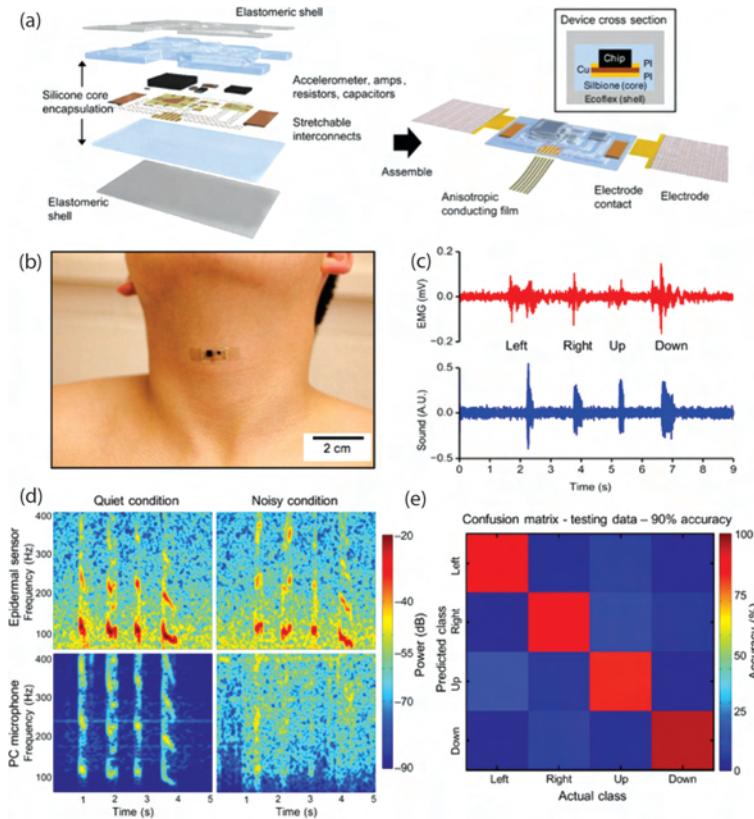 (a)
Elastomeric shell
Silicone core
encapsulation
Accelerometer, amps,
resistors, capacitors
Stretchable
interconnects
Elastomeric
shell
Assemble
Device cross section
Chip
Cu
PI
PI
Silbione (core)
Ecoflex (shell)
Anisotropic
conducting film
Electrode
contact
Electrode
(b)
2 cm
(c)
EMG (mV)
0.2
0.0
−0.2
Left
Right
Up
Down
Sound (A.U.)
0.5
0.0
−0.5
0 1 2 3 4 5 6 7 8 9
Time (s)
(d)
Quiet condition
Noisy condition
Epidermal sensor
Frequency (Hz)
400
300
200
100
PC microphone
Frequency (Hz)
400
300
200
100
1 2 3 4 5
1 2 3 4 5
Time (s)
Time (s)
−20
−40
−55
−70
−90
Power (dB)
(e)
Confusion matrix - testing data – 90% accuracy
Predicted class
Left
Right
Up
Down
Left
Right
Up
Down
Actual class
100
75
50
25
0
Accuracy (%)